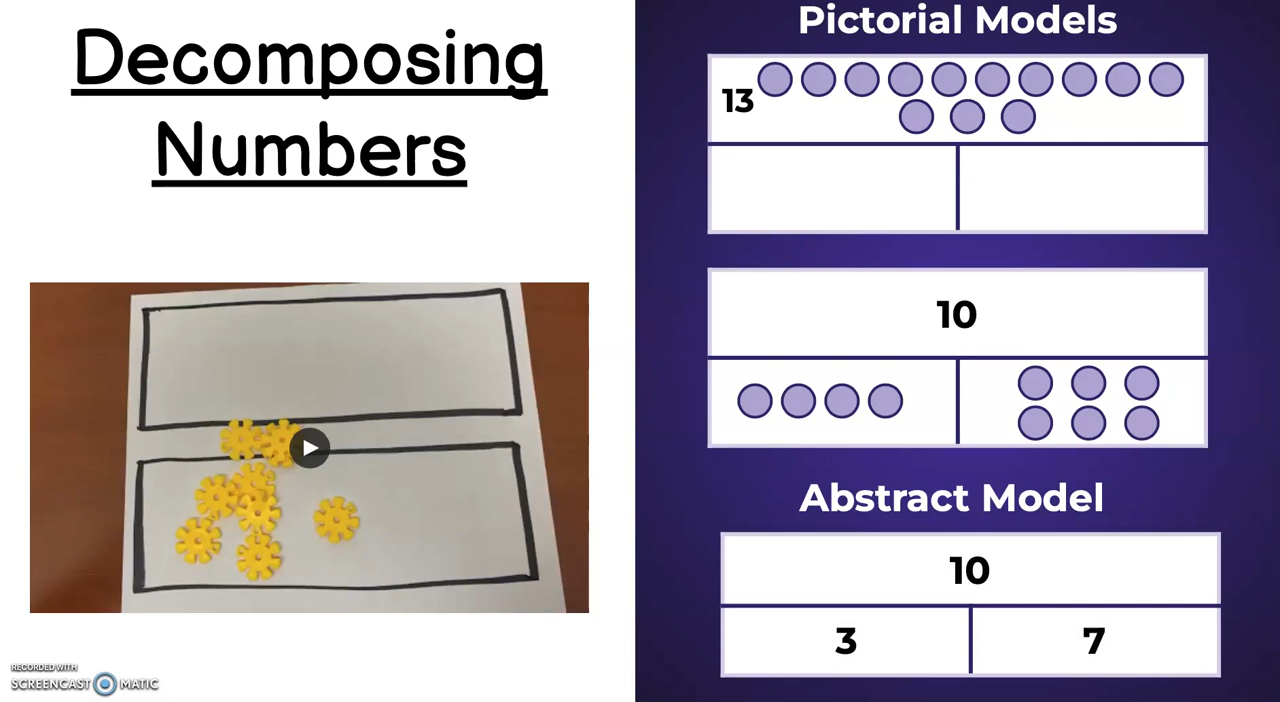 Decomposing
Numbers
RECORDED WITH
SCREENCAST MATIC
Pictorial Models
13
10
Abstract Model
10
3 7